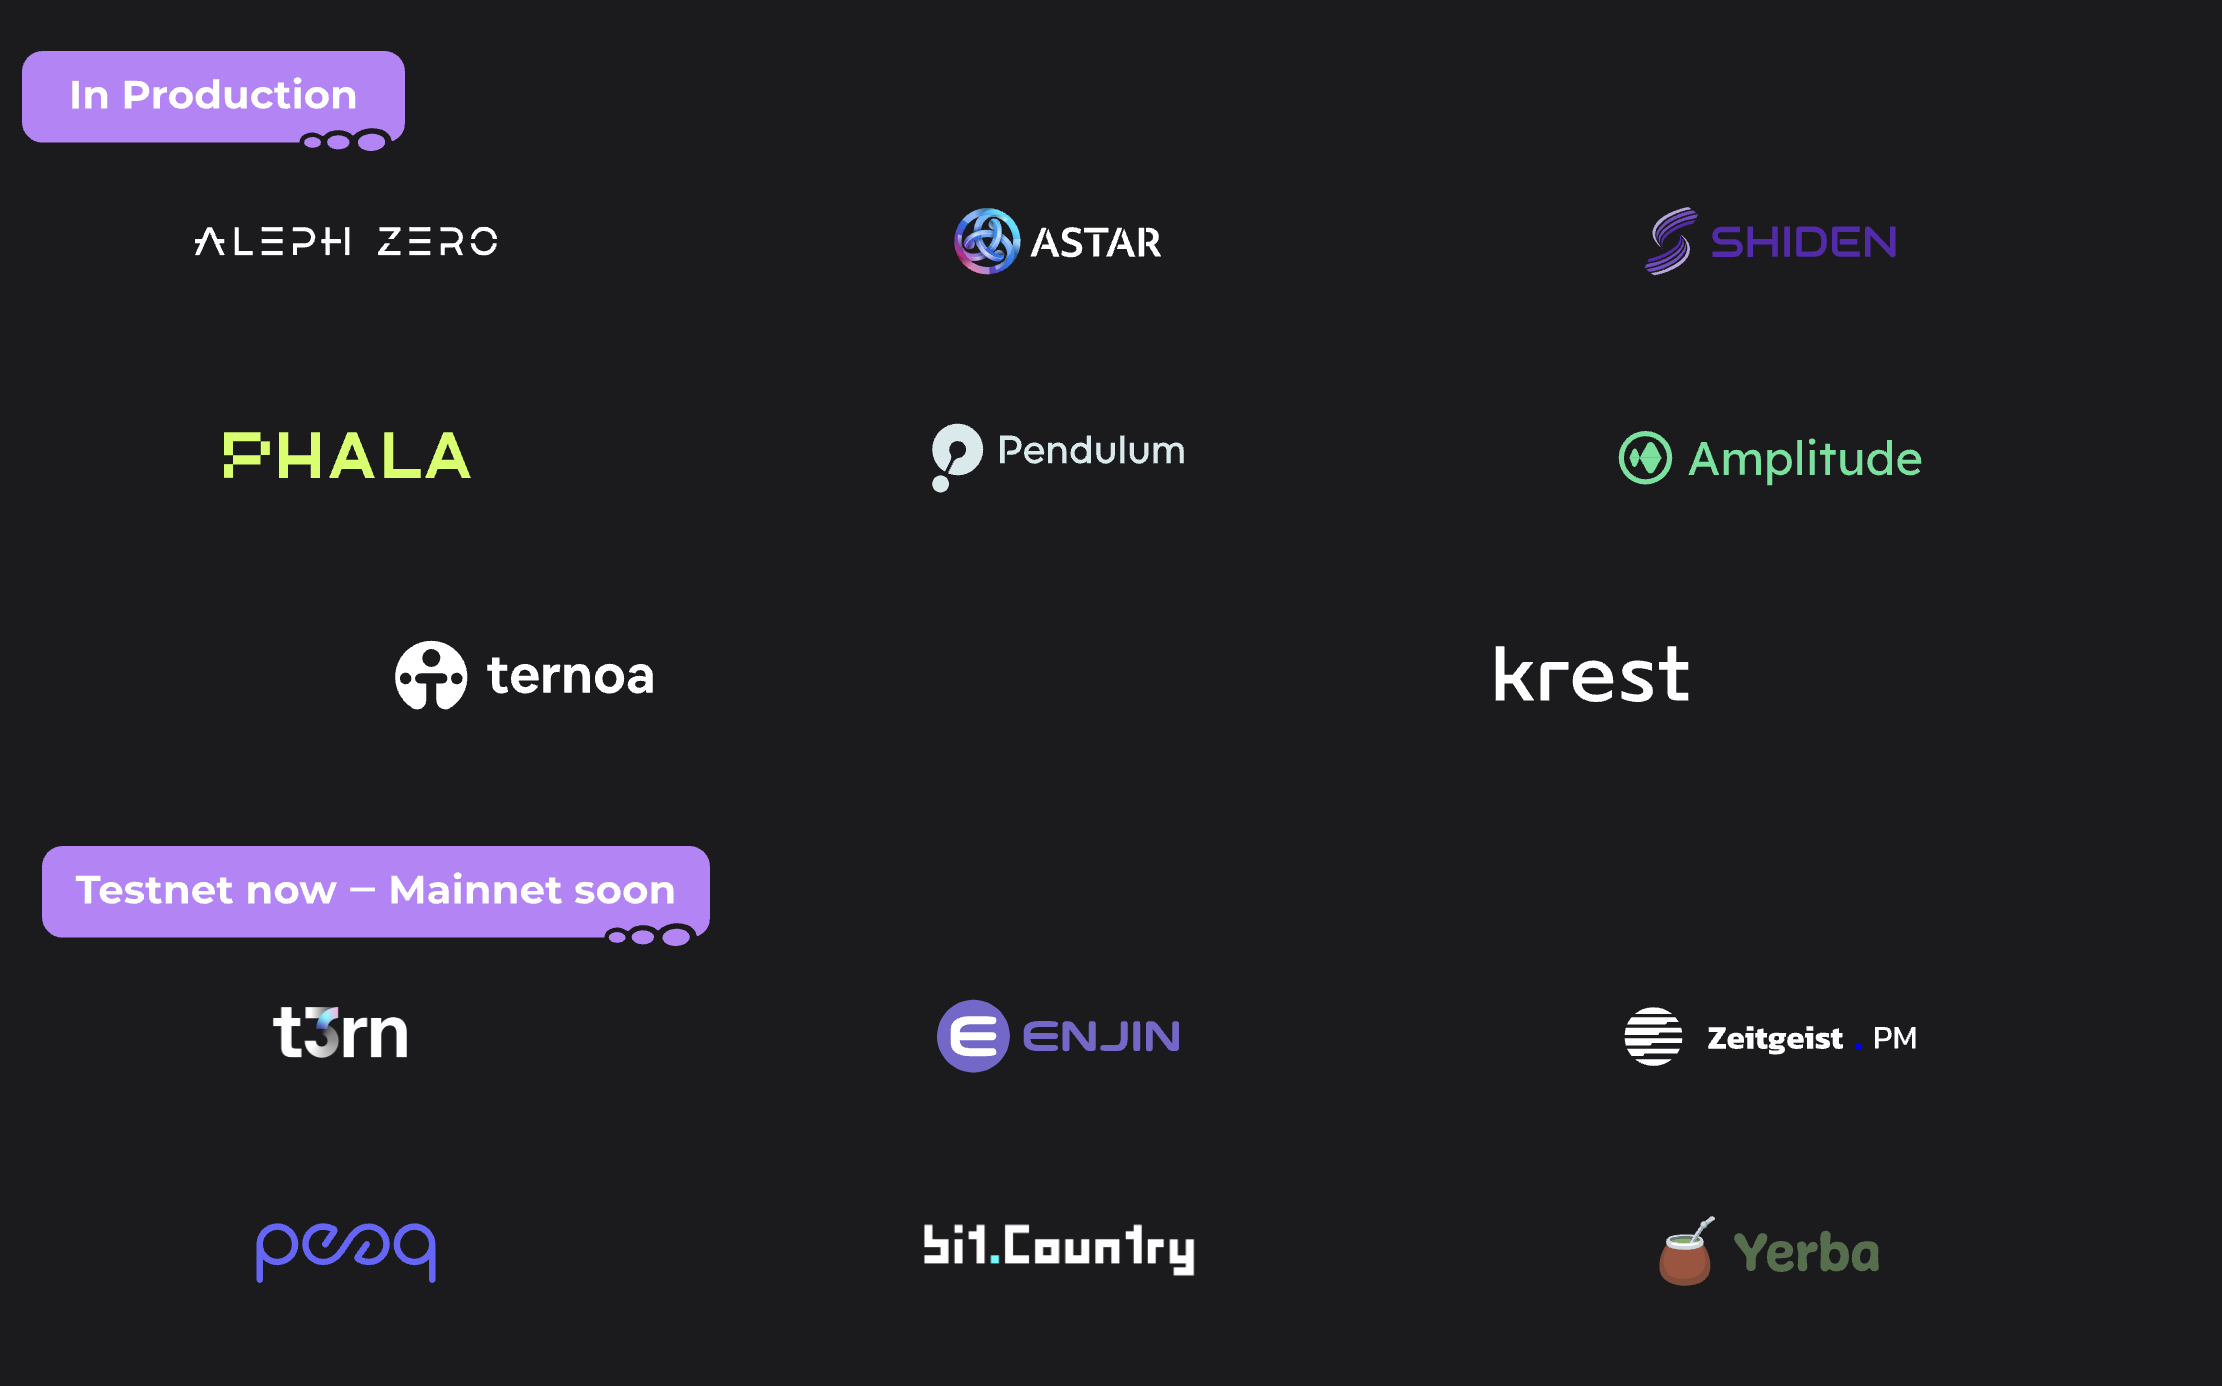 In Production
ALEPH ZERO
ASTAR
SHIDEN
PHALA
Pendulum
Amplitude
ternoa
krest
Testnet now – Mainnet soon
t3rn
ENJIN
Zeitgeist . PM
peaq
bit.Country
Yerba